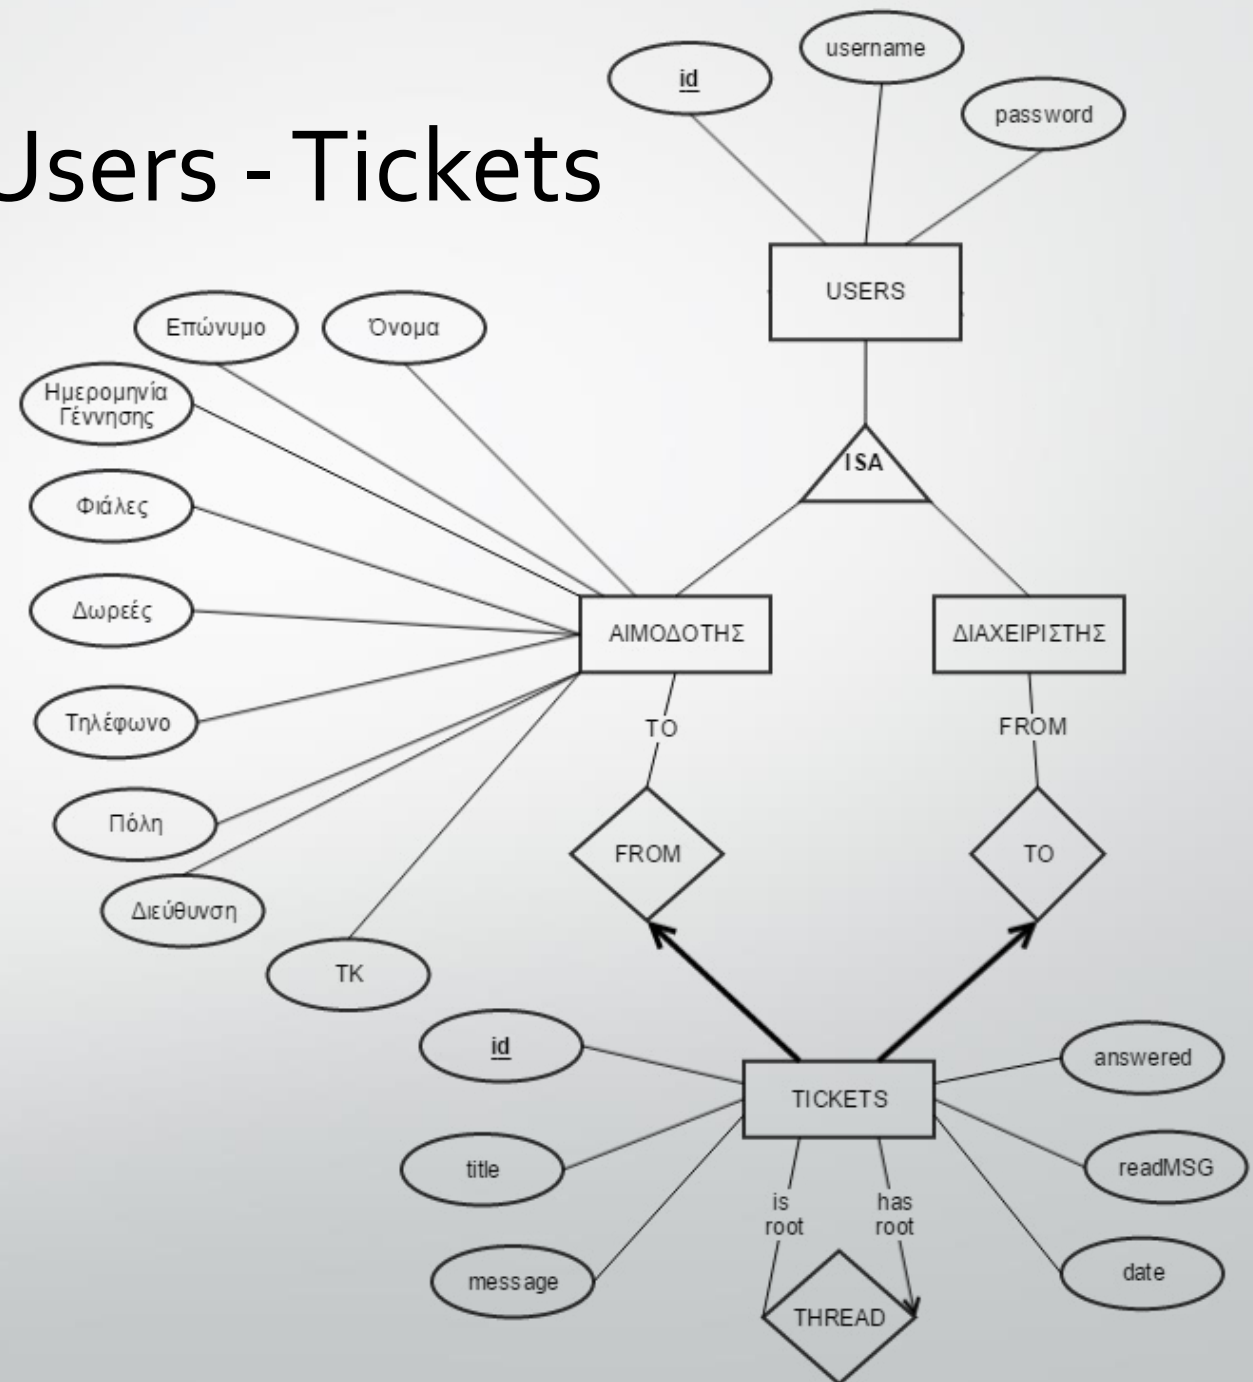 Users - Tickets
id
username
password
USERS
ISA
Επώνυμο
Όνομα
Ημερομηνία
Γέννησης
Φιάλες
Δωρεές
Τηλέφωνο
Πόλη
Διεύθυνση
ΤΚ
ΑΙΜΟΔΟΤΗΣ
ΔΙΑΧΕΙΡΙΣΤΗΣ
TO
FROM
FROM
TO
id
title
message
TICKETS
answered
readMSG
date
is
root
has
root
THREAD